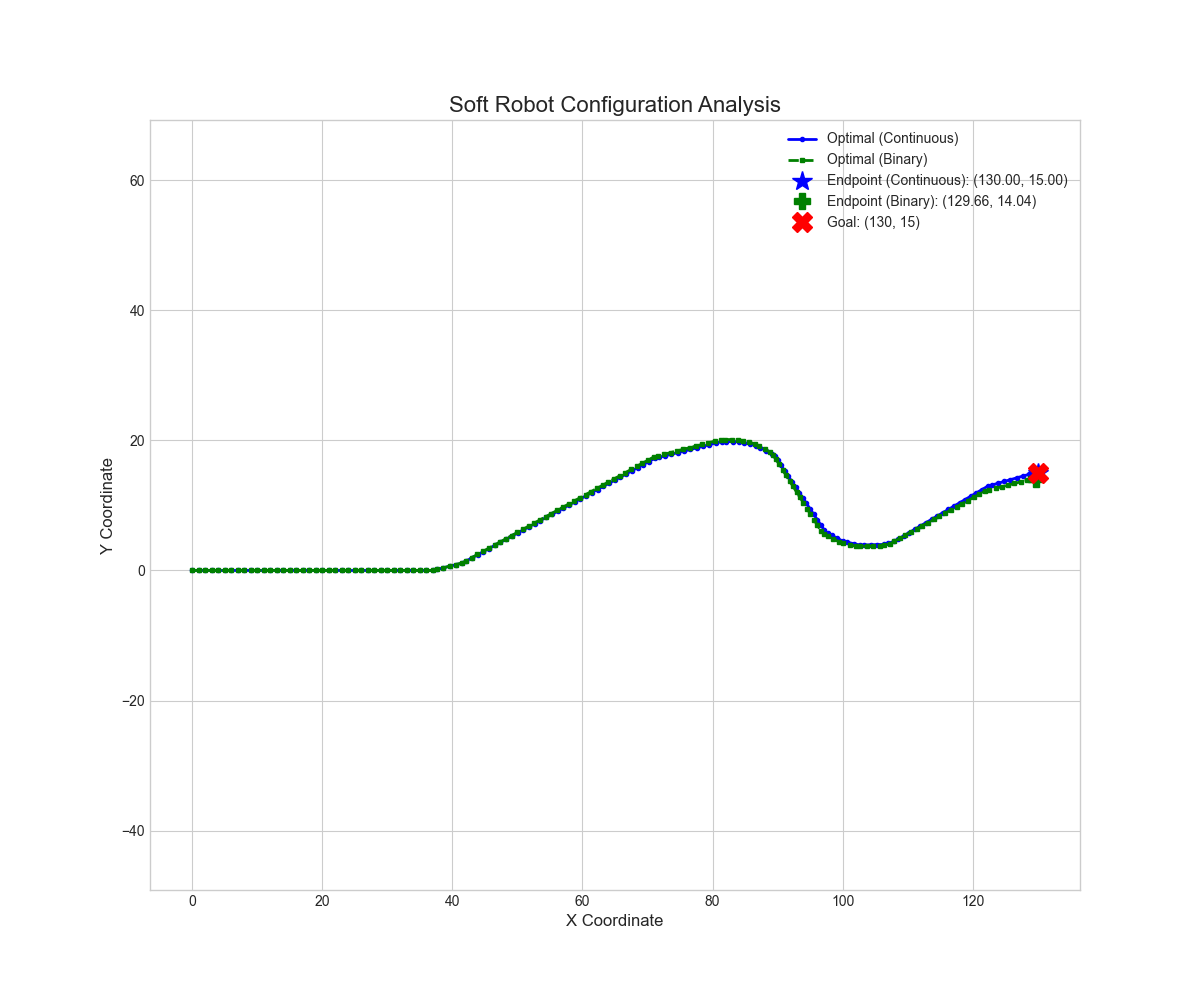 Soft Robot Configuration Analysis
Optimal (Continuous)
Optimal (Binary)
Endpoint (Continuous): (130.00, 15.00)
Endpoint (Binary): (129.66, 14.04)
Goal: (130, 15)
60
40
20
0
−20
−40
Y Coordinate
0 20 40 60 80 100 120
X Coordinate